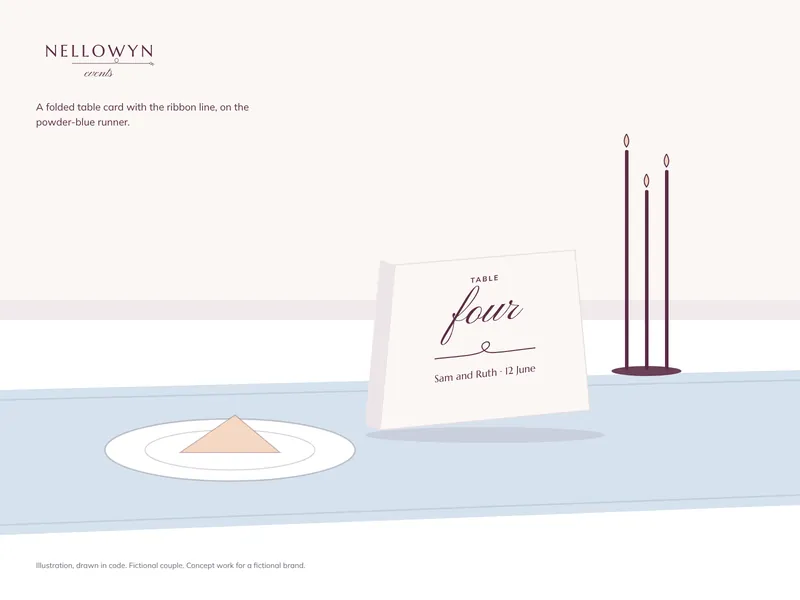 NELLOWYN
events
A folded table card with the ribbon line, on the
powder-blue runner.
TABLE
four
Sam and Ruth · 12 June
Illustration, drawn in code. Fictional couple. Concept work for a fictional brand.